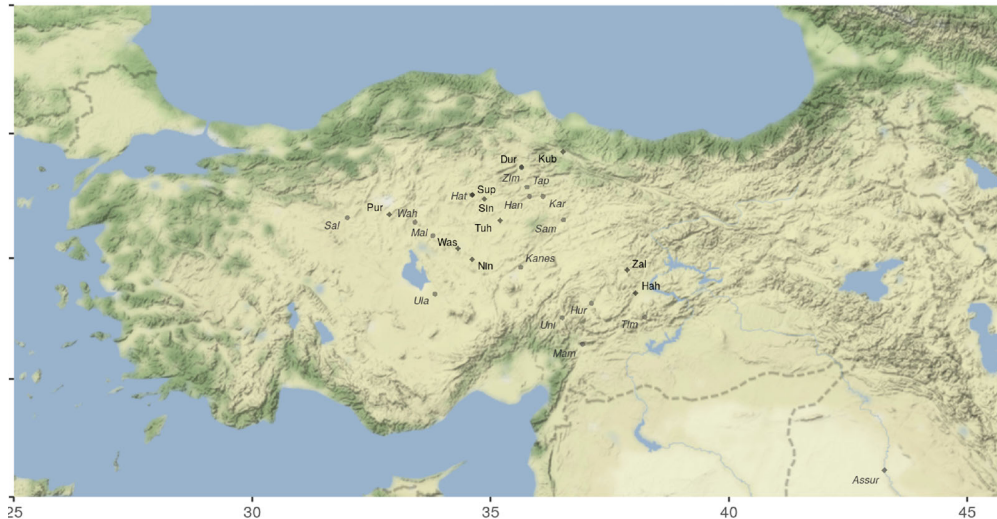 Dur
Kub
Zim
Tap
Hat
Sup
Sin
Han
Kar
Pur
Wah
Sal
Mal
Tuh
Sam
Was
Nin
Kanes
Zal
Hah
Ula
Hur
Uni
Tim
Mam
Assur
25
30
35
40
45